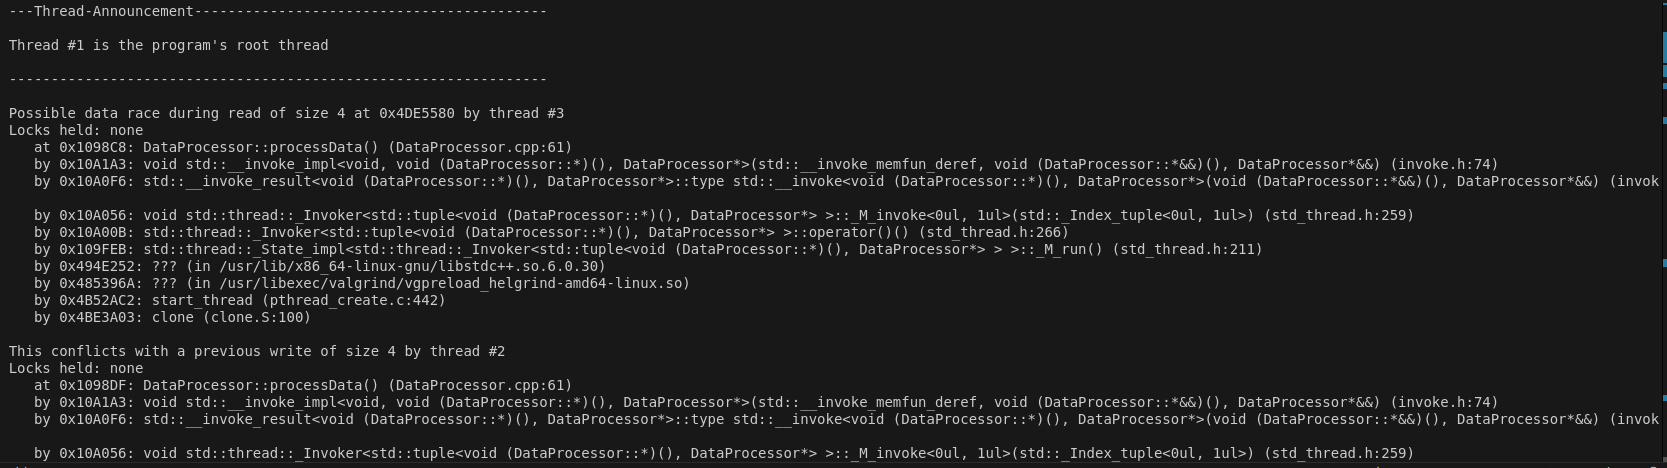 ---Thread-Announcement------------------------------------------
Thread #1 is the program's root thread
----------------------------------------------------------------
Possible data race during read of size 4 at 0x4DE5580 by thread #3
Locks held: none
   at 0x1098C8: DataProcessor::processData() (DataProcessor.cpp:61)
   by 0x10A1A3: void std::__invoke_impl<void, void (DataProcessor::*)(), DataProcessor*>(std::__invoke_memfun_deref, void (DataProcessor::*&&)(), DataProcessor*&&) (invoke.h:74)
   by 0x10A0F6: std::__invoke_result<void (DataProcessor::*)(), DataProcessor*>::type std::__invoke<void (DataProcessor::*)(), DataProcessor*>(void (DataProcessor::*&&)(), DataProcessor*&&) (invok
   by 0x10A056: void std::thread::_Invoker<std::tuple<void (DataProcessor::*)(), DataProcessor*> >::_M_invoke<0ul, 1ul>(std::_Index_tuple<0ul, 1ul>) (std_thread.h:259)
   by 0x10A00B: std::thread::_Invoker<std::tuple<void (DataProcessor::*)(), DataProcessor*> >::operator()() (std_thread.h:266)
   by 0x109FEB: std::thread::_State_impl<std::thread::_Invoker<std::tuple<void (DataProcessor::*)(), DataProcessor*> > >::_M_run() (std_thread.h:211)
   by 0x494E252: ??? (in /usr/lib/x86_64-linux-gnu/libstdc++.so.6.0.30)
   by 0x485396A: ??? (in /usr/libexec/valgrind/vgpreload_helgrind-amd64-linux.so)
   by 0x4B52AC2: start_thread (pthread_create.c:442)
   by 0x4BE3A03: clone (clone.S:100)
This conflicts with a previous write of size 4 by thread #2
Locks held: none
   at 0x1098DF: DataProcessor::processData() (DataProcessor.cpp:61)
   by 0x10A1A3: void std::__invoke_impl<void, void (DataProcessor::*)(), DataProcessor*>(std::__invoke_memfun_deref, void (DataProcessor::*&&)(), DataProcessor*&&) (invoke.h:74)
   by 0x10A0F6: std::__invoke_result<void (DataProcessor::*)(), DataProcessor*>::type std::__invoke<void (DataProcessor::*)(), DataProcessor*>(void (DataProcessor::*&&)(), DataProcessor*&&) (invok
   by 0x10A056: void std::thread::_Invoker<std::tuple<void (DataProcessor::*)(), DataProcessor*> >::_M_invoke<0ul, 1ul>(std::_Index_tuple<0ul, 1ul>) (std_thread.h:259)